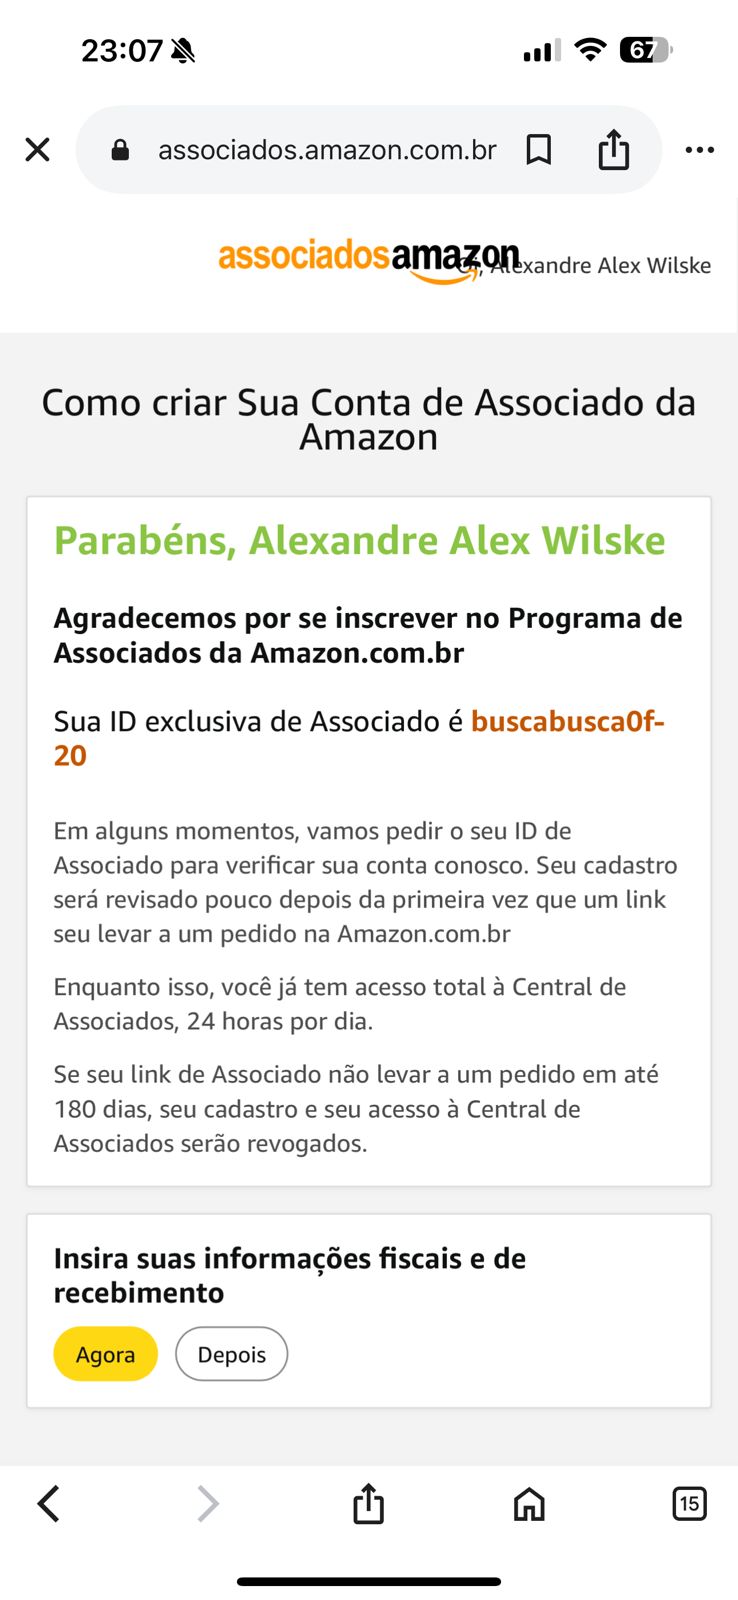 23:07
67
associados.amazon.com.br
associadosamazon
Alexandre Alex Wilske
Como criar Sua Conta de Associado da
Amazon
Parabéns, Alexandre Alex Wilske
Agradecemos por se inscrever no Programa de
Associados da Amazon.com.br
Sua ID exclusiva de Associado é buscabusca0f-
20
Em alguns momentos, vamos pedir o seu ID de
Associado para verificar sua conta conosco. Seu cadastro
será revisado pouco depois da primeira vez que um link
seu levar a um pedido na Amazon.com.br
Enquanto isso, você já tem acesso total à Central de
Associados, 24 horas por dia.
Se seu link de Associado não levar a um pedido em até
180 dias, seu cadastro e seu acesso à Central de
Associados serão revogados.
Insira suas informações fiscais e de
recebimento
Agora Depois
15